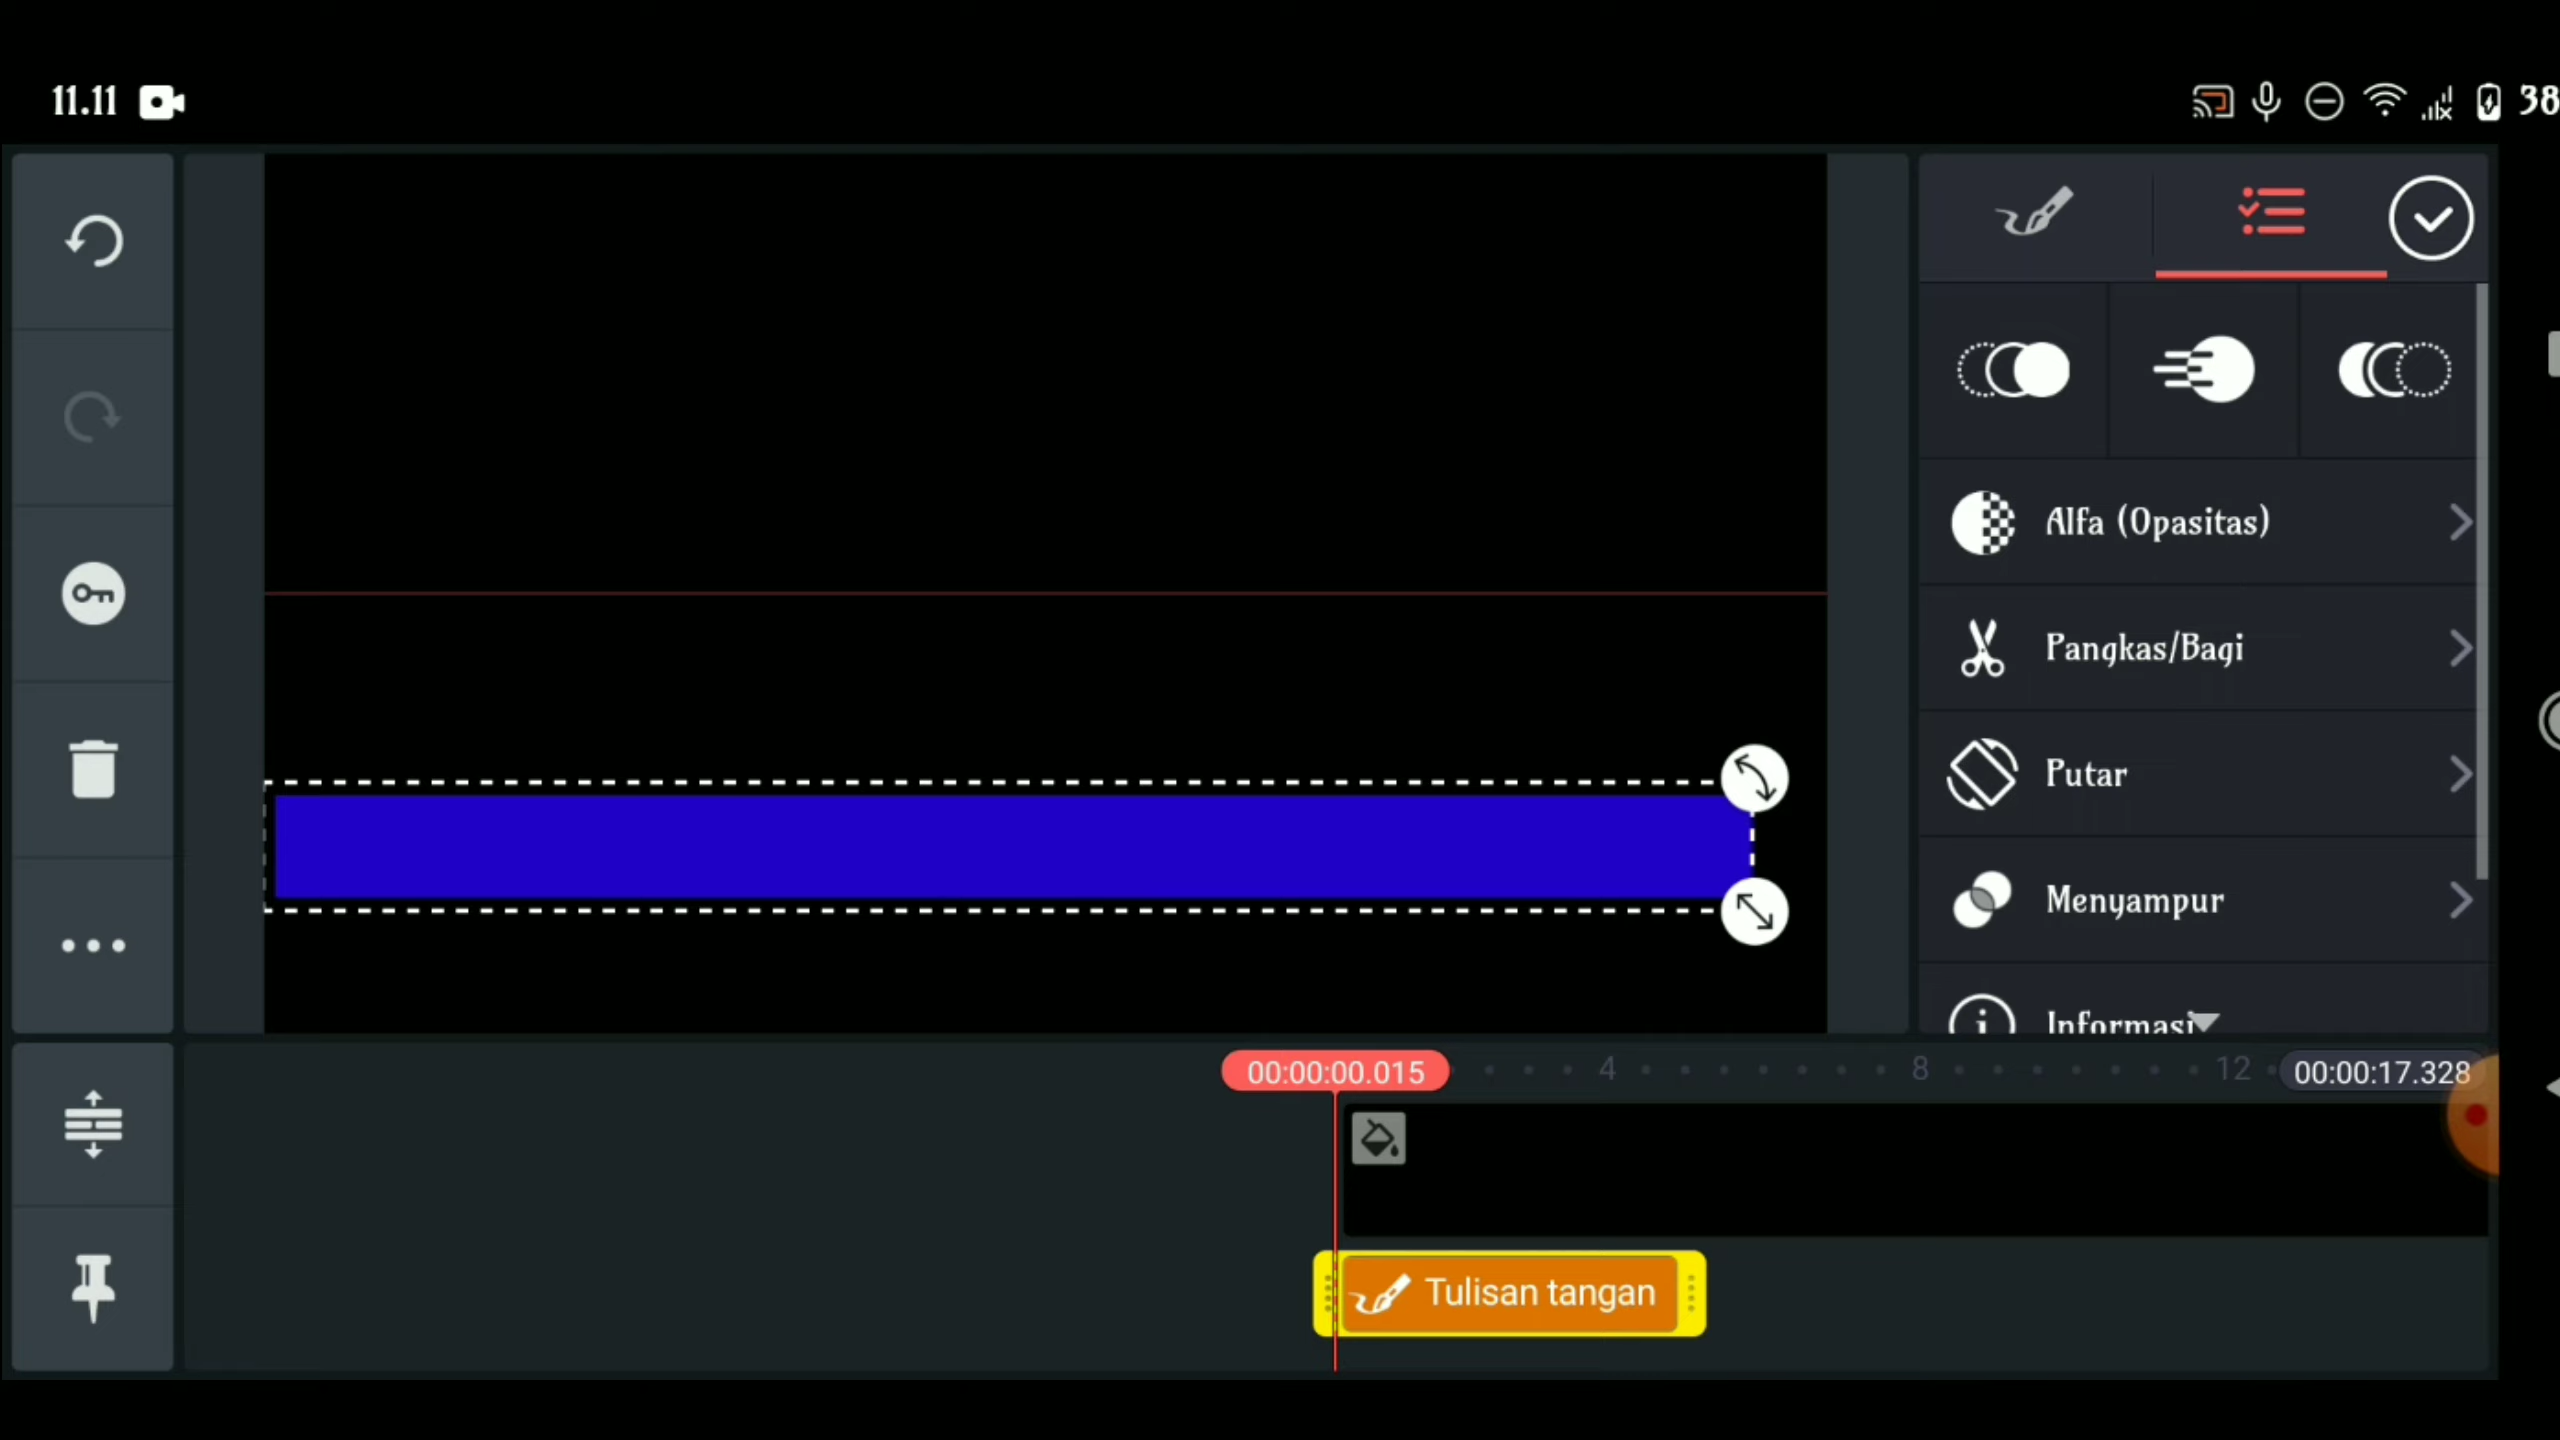 11.11
38
Alfa (Opasitas)
Pangkas/Bagi
Putar
Menyampur
Informasi
00:00:00.015
4
8
12
00:00:17.328
Tulisan tangan